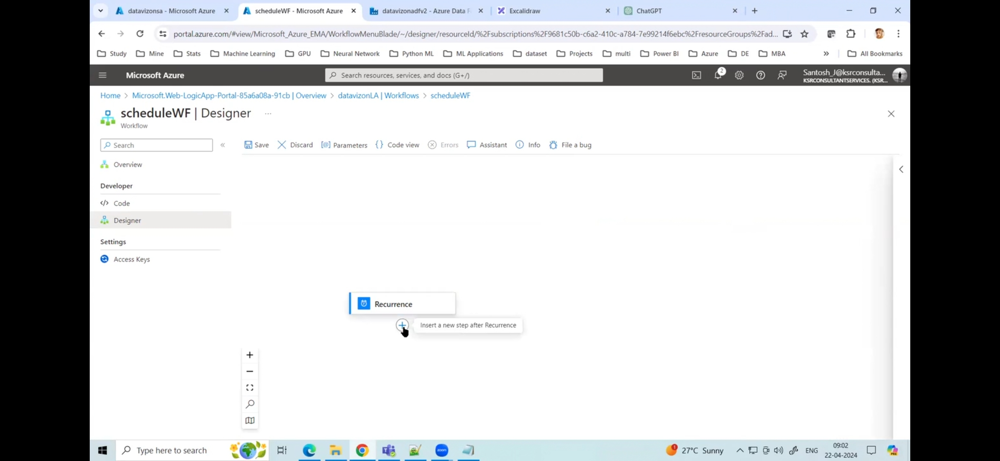 datavizonsa - Microsoft Azure
scheduleWF - Microsoft Azure
datavizonadfv2 - Azure Data F
Excalidraw
ChatGPT
portal.azure.com/#view/Microsoft_Azure_EMA/WorkflowMenuBlade/~/designer/resourceId/%2Fsubscriptions%2F9681c50b-c6a2-410c-a784-7e99214f6ebc%2FresourceGroups%2Fad...
Study
Mine
Stats
Machine Learning
GPU
Neural Network
Python ML
ML Applications
dataset
Projects
multi
Power BI
Azure
DE
MBA
All Bookmarks
Microsoft Azure
Search resources, services, and docs (G+/)
2
Santosh_J@ksrconsulta...
KSRCONSULTANTSERVICES. (KSR...
Home > Microsoft.Web-LogicApp-Portal-85a6a08a-91cb | Overview > datavizonLA | Workflows > scheduleWF
scheduleWF | Designer ...
Workflow
Search
Save
Discard
Parameters
Code view
Errors
Assistant
Info
File a bug
Overview
Developer
Code
Designer
Settings
Access Keys
Recurrence
Insert a new step after Recurrence
Type here to search
zoom
1
27°C Sunny
ENG
09:02
22-04-2024
PRE